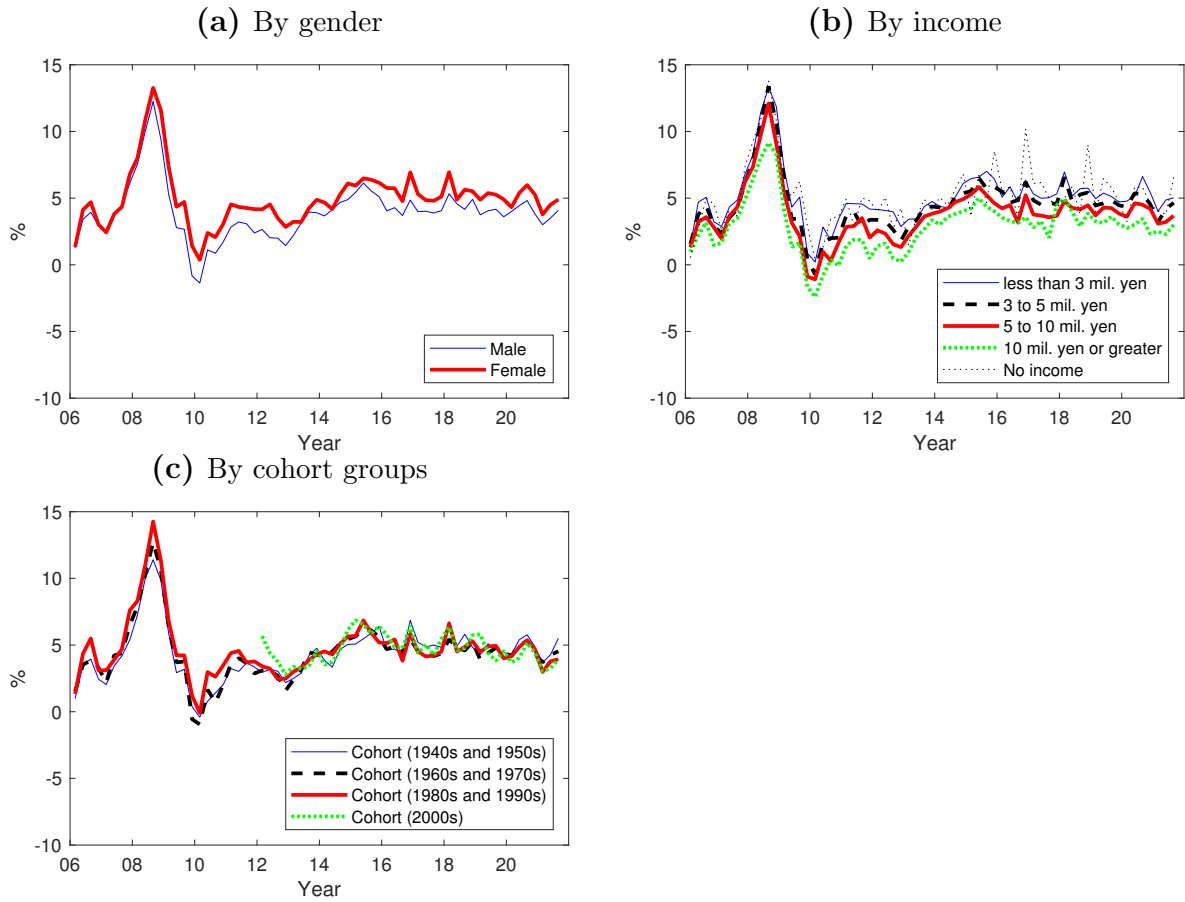 (a) By gender
15
10
5
0
-5
-10
%
06 08 10 12 14 16 18 20
Year
Male
Female
(b) By income
15
10
5
0
5
-10
%
06 08 10 12 14 16 18 20
Year
less than 3 mil. yen
3 to 5 mil. yen
5 to 10 mil. yen
10 mil. yen or greater
No income
(c) By cohort groups
15
10
5
0
5
-10
%
06 08 10 12 14 16 18 20
Year
Cohort (1940s and 1950s)
Cohort (1960s and 1970s)
Cohort (1980s and 1990s)
Cohort (2000s)